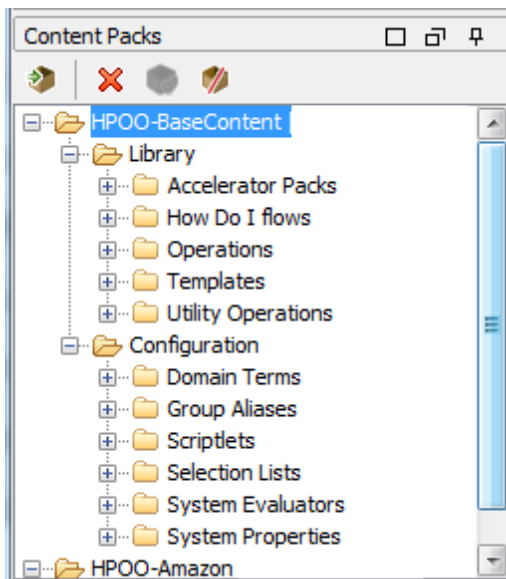 Content Packs
HPOO-BaseContent
Library
Accelerator Packs
How Do I flows
Operations
Templates
Utility Operations
Configuration
Domain Terms
Group Aliases
Scriptlets
Selection Lists
System Evaluators
System Properties
HPOO-Amazon